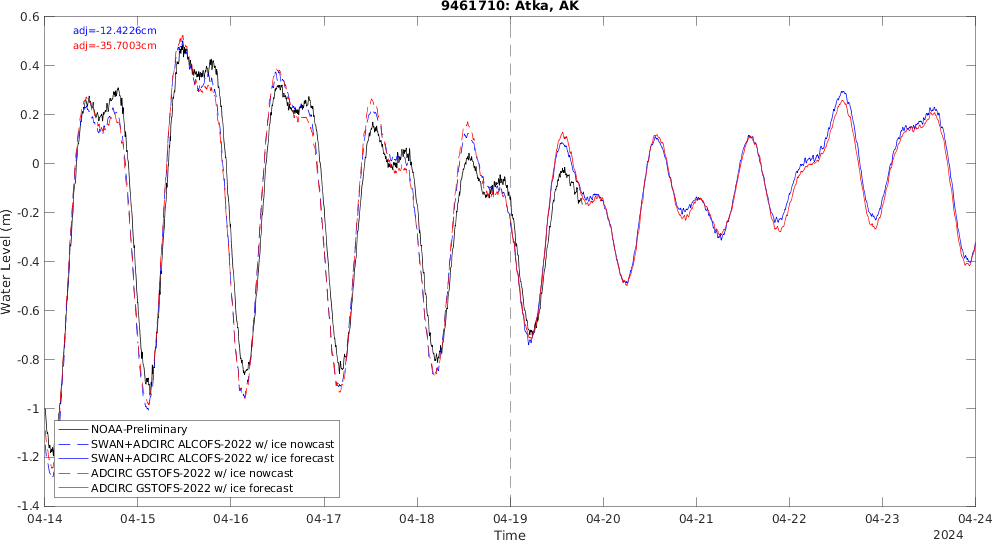 9461710: Atka, AK
adj=-12.4226cm
adj=-35.7003cm
0.6
0.4
0.2
0
-0.2
-0.4
-0.6
-0.8
-1
-1.2
-1.4
Water Level (m)
NOAA-Preliminary
SWAN+ADCIRC ALCOFS-2022 w/ ice nowcast
SWAN+ADCIRC ALCOFS-2022 w/ ice forecast
ADCIRC GSTOFS-2022 w/ ice nowcast
ADCIRC GSTOFS-2022 w/ ice forecast
04-14 04-15 04-16 04-17 04-18 04-19 04-20 04-21 04-22 04-23 04-24
Time
2024